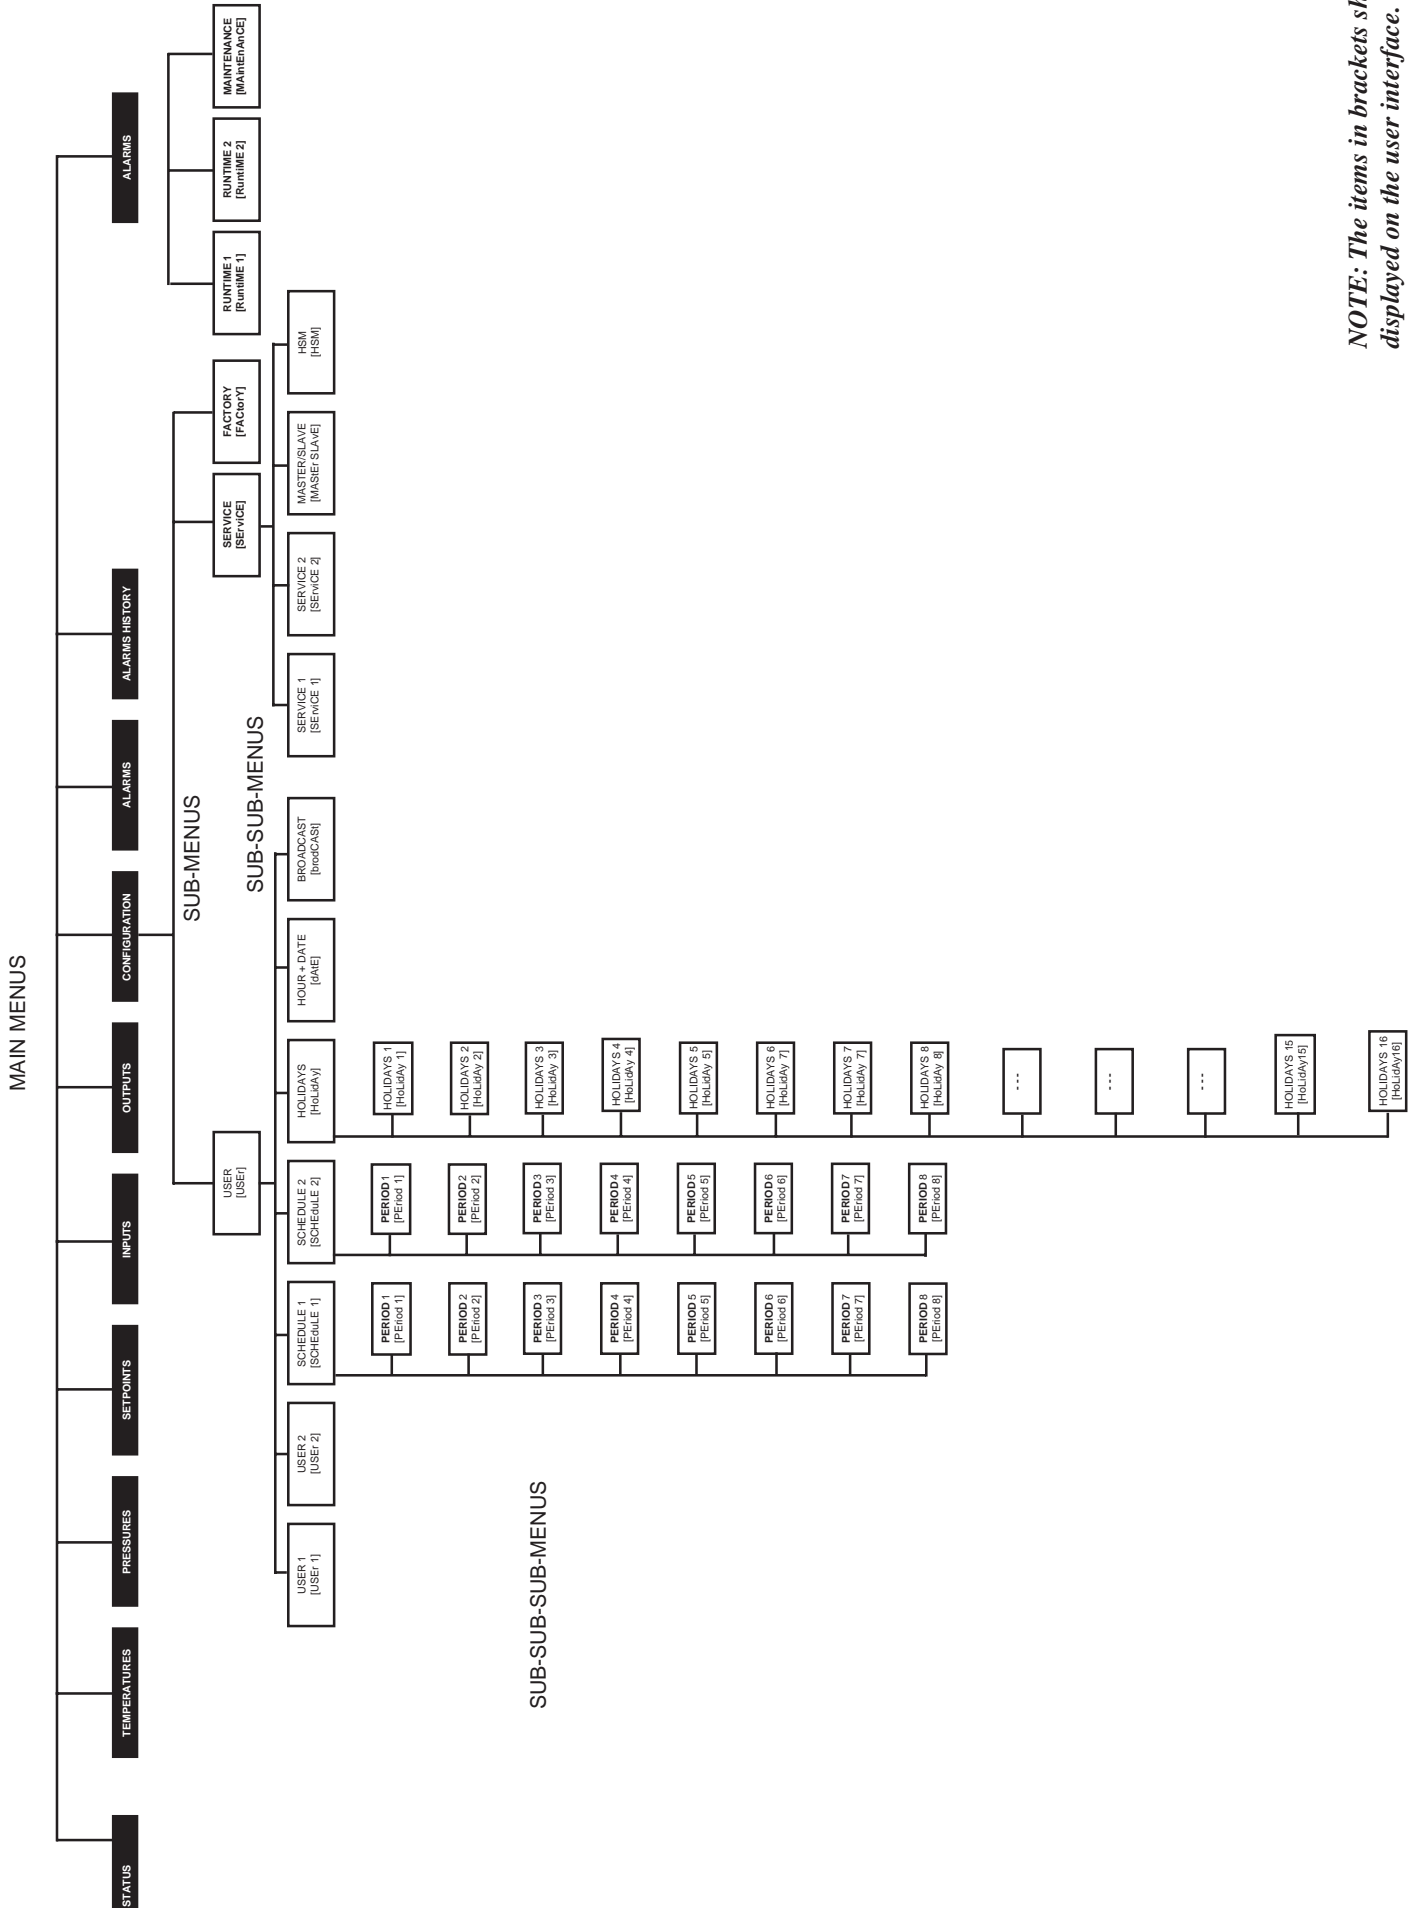 MAIN MENUS
STATUS
TEMPERATURES
PRESSURES
SETPOINTS
INPUTS
OUTPUTS
CONFIGURATION
ALARMS
ALARMS HISTORY
ALARMS
SUB-MENUS
USER
[USEr]
SERVICE
[SErviCE]
FACTORY
[FACtorY]
RUNTIME 1
[RuntiME 1]
RUNTIME 2
[RuntiME 2]
MAINTENANCE
[MAintEnAnCE]
SUB-SUB-MENUS
USER 1
[USEr 1]
USER 2
[USEr 2]
SCHEDULE 1
[SCHEduLE 1]
SCHEDULE 2
[SCHEduLE 2]
HOLIDAYS
[HoLidAy]
HOUR + DATE
[dAtE]
BROADCAST
[brodCASt]
SERVICE 1
[SErviCE 1]
SERVICE 2
[SErviCE 2]
MASTER/SLAVE
[MAStEr SLAvE]
HSM
[HSM]
SUB-SUB-SUB-MENUS
PERIOD 1
[PEriod 1]
PERIOD 2
[PEriod 2]
PERIOD 3
[PEriod 3]
PERIOD 4
[PEriod 4]
PERIOD 5
[PEriod 5]
PERIOD 6
[PEriod 6]
PERIOD 7
[PEriod 7]
PERIOD 8
[PEriod 8]
PERIOD 1
[PEriod 1]
PERIOD 2
[PEriod 2]
PERIOD 3
[PEriod 3]
PERIOD 4
[PEriod 4]
PERIOD 5
[PEriod 5]
PERIOD 6
[PEriod 6]
PERIOD 7
[PEriod 7]
PERIOD 8
[PEriod 8]
HOLIDAYS 1
[HoLidAy 1]
HOLIDAYS 2
[HoLidAy 2]
HOLIDAYS 3
[HoLidAy 3]
HOLIDAYS 4
[HoLidAy 4]
HOLIDAYS 5
[HoLidAy 5]
HOLIDAYS 6
[HoLidAy 7]
HOLIDAYS 7
[HoLidAy 7]
HOLIDAYS 8
[HoLidAy 8]
---
---
---
HOLIDAYS 15
[HoLidAy15]
HOLIDAYS 16
[HoLidAy16]
NOTE: The items in brackets sh
displayed on the user interface.